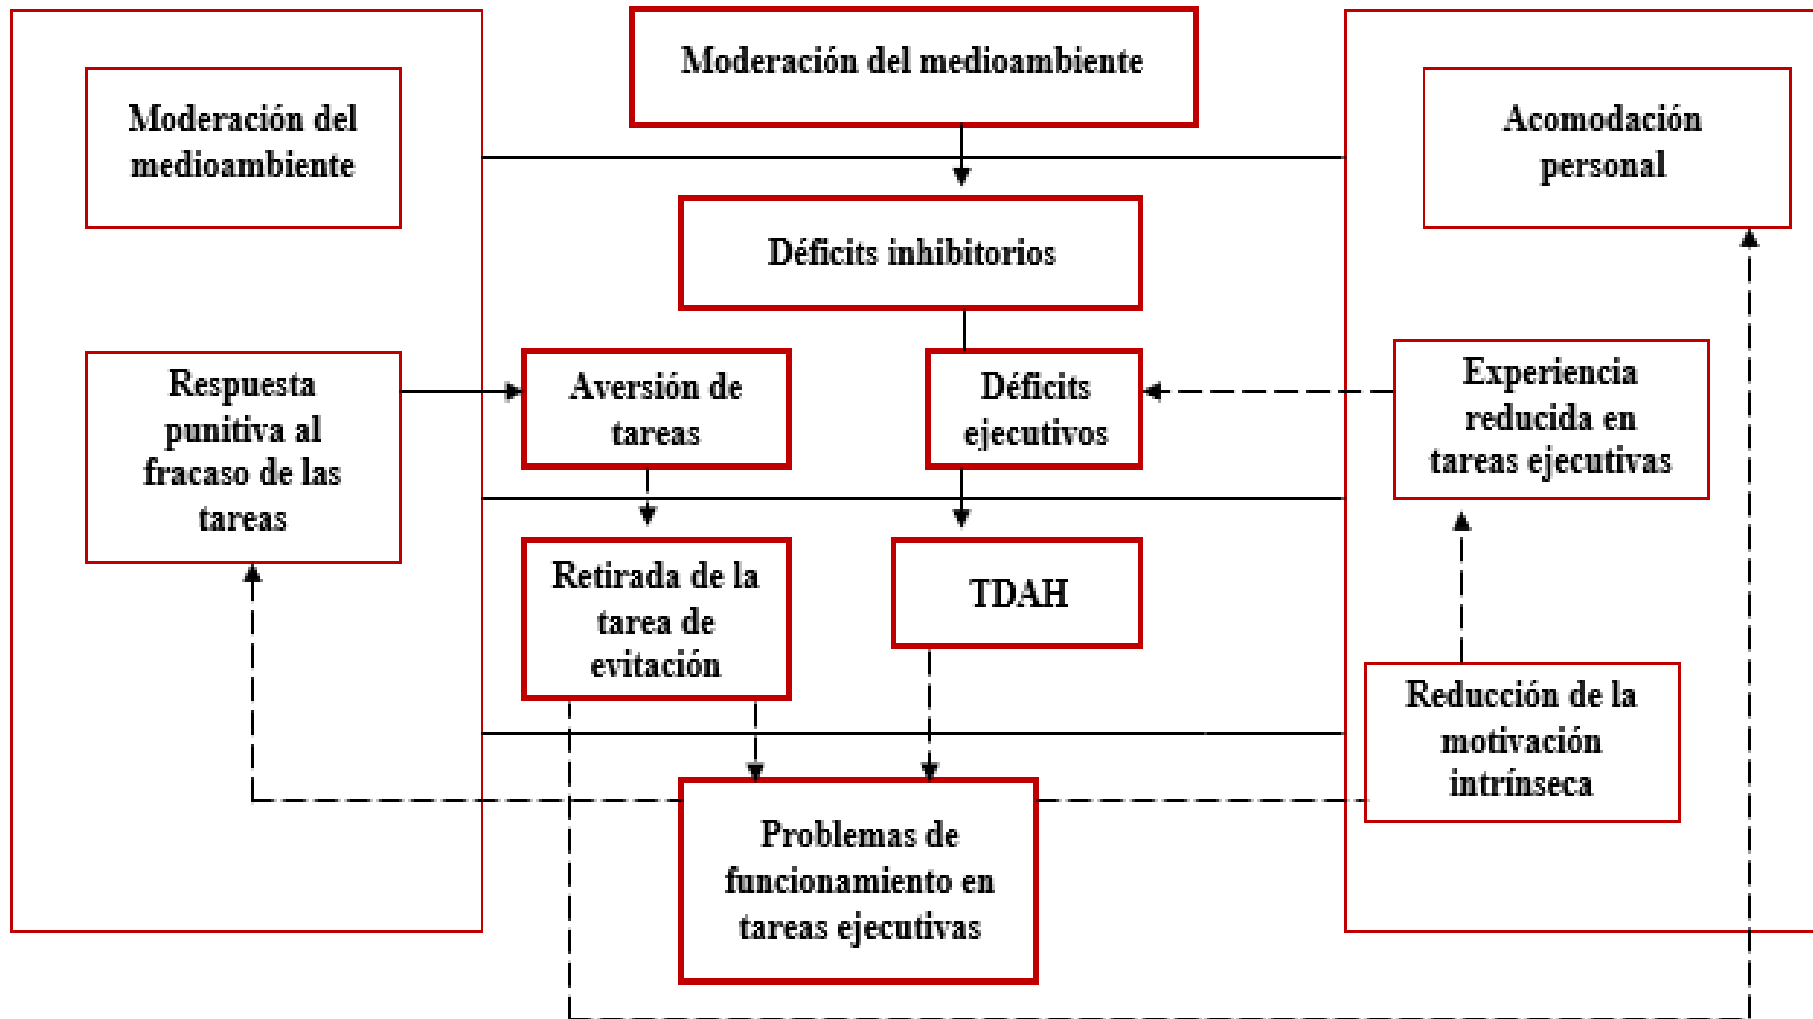 Moderación del medioambiente
Moderación del
medioambiente
Acomodación
personal
Déficits inhibitorios
Respuesta
punitiva al
fracaso de las
tareas
Aversión de
tareas
Déficits
ejecutivos
Experiencia
reducida en
tareas ejecutivas
Retirada de la
tarea de
evitación
TDAH
Reducción de la
motivación
intrínseca
Problemas de
funcionamiento en
tareas ejecutivas